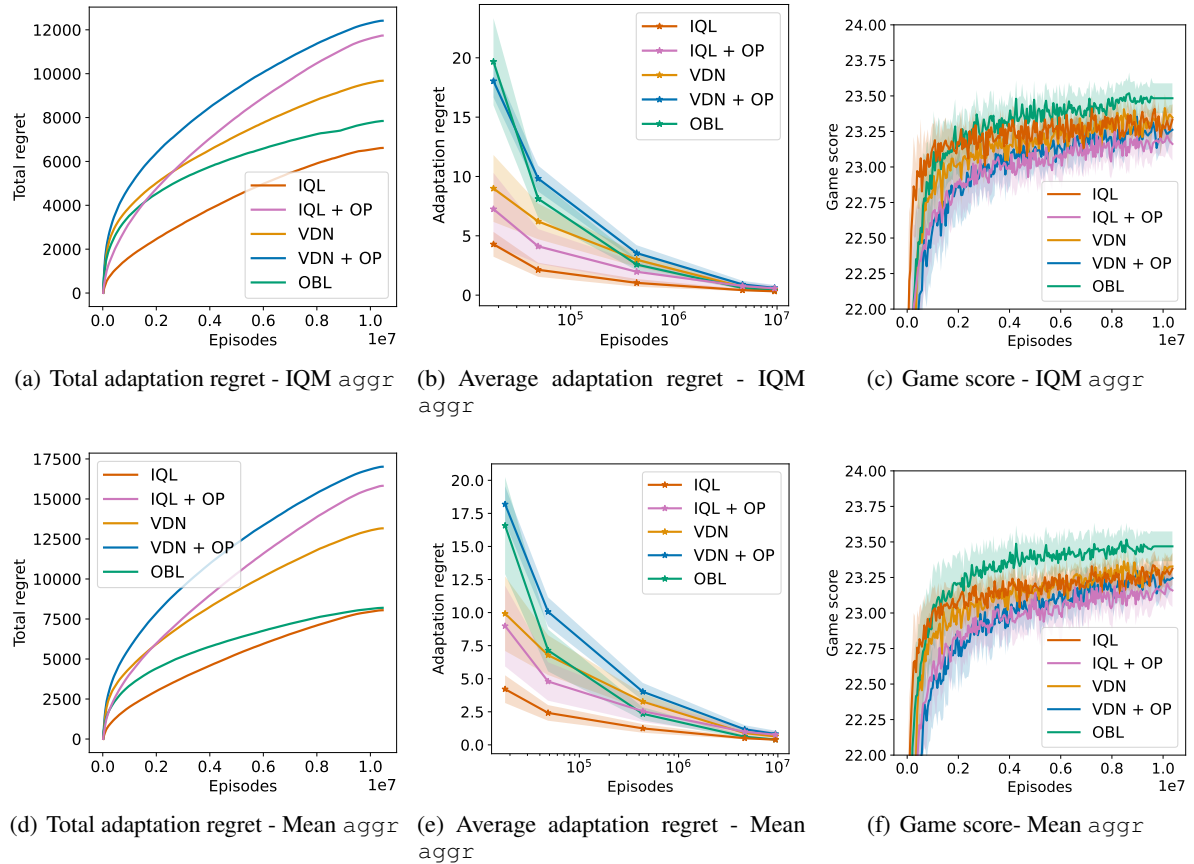 12000
10000
8000
6000
4000
2000
0
Total regret
IQL
IQL + OP
VDN
VDN + OP
OBL
0.0 0.2 0.4 0.6 0.8 1.0
Episodes 1e7
20
15
10
5
0
Adaptation regret
IQL
IQL + OP
VDN
VDN + OP
OBL
10^5 10^6 10^7
Episodes
24.00
23.75
23.50
23.25
23.00
22.75
22.50
22.25
22.00
Game score
IQL
IQL + OP
VDN
VDN + OP
OBL
0.0 0.2 0.4 0.6 0.8 1.0
Episodes 1e7
(a) Total adaptation regret - IQM aggr
(b) Average adaptation regret - IQM
aggr
(c) Game score - IQM aggr
17500
15000
12500
10000
7500
5000
2500
0
Total regret
IQL
IQL + OP
VDN
VDN + OP
OBL
0.0 0.2 0.4 0.6 0.8 1.0
Episodes 1e7
20.0
17.5
15.0
12.5
10.0
7.5
5.0
2.5
0.0
Adaptation regret
IQL
IQL + OP
VDN
VDN + OP
OBL
10^5 10^6 10^7
Episodes
24.00
23.75
23.50
23.25
23.00
22.75
22.50
22.25
22.00
Game score
IQL
IQL + OP
VDN
VDN + OP
OBL
0.0 0.2 0.4 0.6 0.8 1.0
Episodes 1e7
(d) Total adaptation regret - Mean aggr
(e) Average adaptation regret - Mean
aggr
(f) Game score- Mean aggr